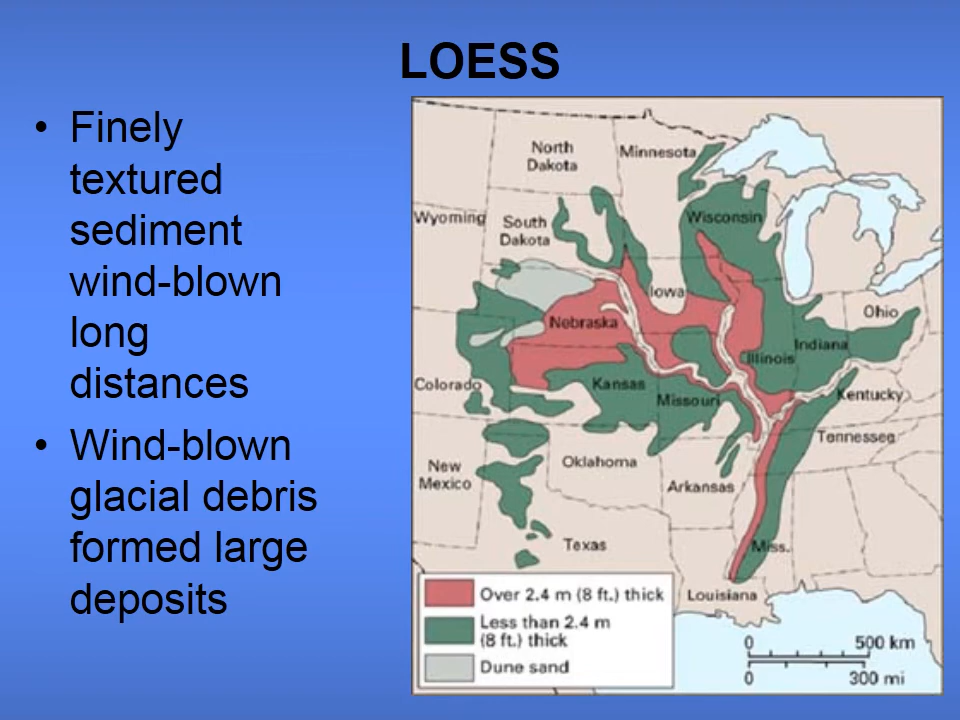 LOESS
• Finely
textured
sediment
wind-blown
long
distances
• Wind-blown
glacial debris
formed large
deposits
North
Dakota
Minnesota
Wyoming
South
Dakota
Wisconsin
Iowa
Nebraska
Ohio
Indiana
Illinois
Colorado
Kansas
Missouri
Kentucky
Tennessee
New
Mexico
Oklahoma
Arkansas
Texas
Miss.
Louisiana
Over 2.4 m (8 ft.) thick
Less than 2.4 m
(8 ft.) thick
Dune sand
0 500 km
0 300 mi